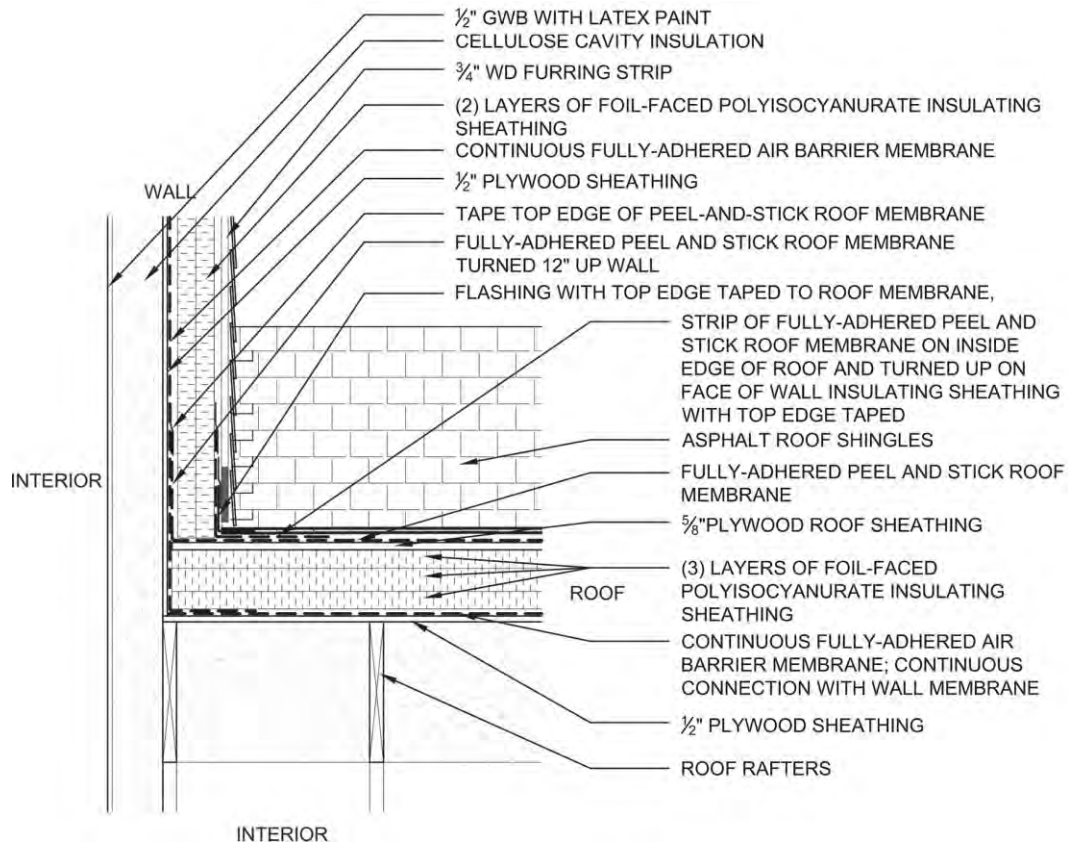 ½" GWB WITH LATEX PAINT
CELLULOSE CAVITY INSULATION
¾" WD FURRING STRIP
(2) LAYERS OF FOIL-FACED POLYISOCYANURATE INSULATING
SHEATHING
CONTINUOUS FULLY-ADHERED AIR BARRIER MEMBRANE
WALL
½" PLYWOOD SHEATHING
TAPE TOP EDGE OF PEEL-AND-STICK ROOF MEMBRANE
FULLY-ADHERED PEEL AND STICK ROOF MEMBRANE
TURNED 12" UP WALL
FLASHING WITH TOP EDGE TAPED TO ROOF MEMBRANE,
STRIP OF FULLY-ADHERED PEEL AND
STICK ROOF MEMBRANE ON INSIDE
EDGE OF ROOF AND TURNED UP ON
FACE OF WALL INSULATING SHEATHING
WITH TOP EDGE TAPED
ASPHALT ROOF SHINGLES
INTERIOR
FULLY-ADHERED PEEL AND STICK ROOF
MEMBRANE
⅝"PLYWOOD ROOF SHEATHING
(3) LAYERS OF FOIL-FACED
POLYISOCYANURATE INSULATING
SHEATHING
ROOF
CONTINUOUS FULLY-ADHERED AIR
BARRIER MEMBRANE; CONTINUOUS
CONNECTION WITH WALL MEMBRANE
½" PLYWOOD SHEATHING
ROOF RAFTERS
INTERIOR